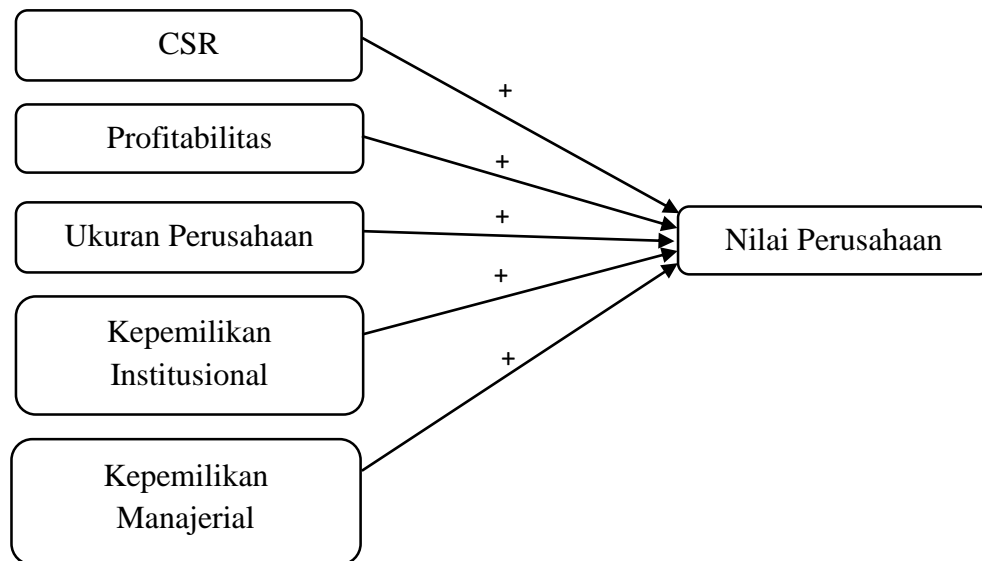 CSR
+
Profitabilitas
+
Ukuran Perusahaan
+
Nilai Perusahaan
+
Kepemilikan
Institusional
+
Kepemilikan
Manajerial